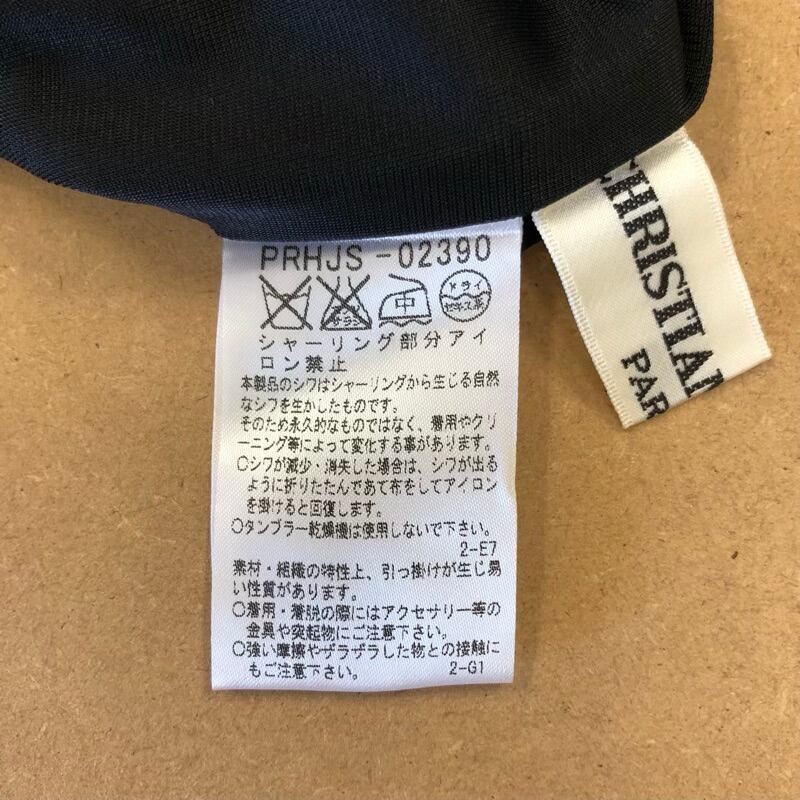 PRHJS-02390
エンソ
サラシ
中
ドライ
セキユ系
シャーリング部分アイ
ロン禁止
本製品のシワはシャーリングから生じる自然
なシワを生かしたものです。
そのため永久的なものではなく、着用やクリ
ーニング等によって変化する事があります。
○シワが減少・消失した場合は、シワが出る
ように折りたたんであて布をしてアイロン
を掛けると回復します。
○タンブラー乾燥機は使用しないで下さい。
2-E7
素材・組織の特性上、引っ掛けが生じ易
い性質があります。
○着用・着脱の際にはアクセサリー等の
金具や突起物にご注意下さい。
○強い摩擦やザラザラした物との接触に
もご注意下さい。
2-G1
CHRISTIAN
PAR